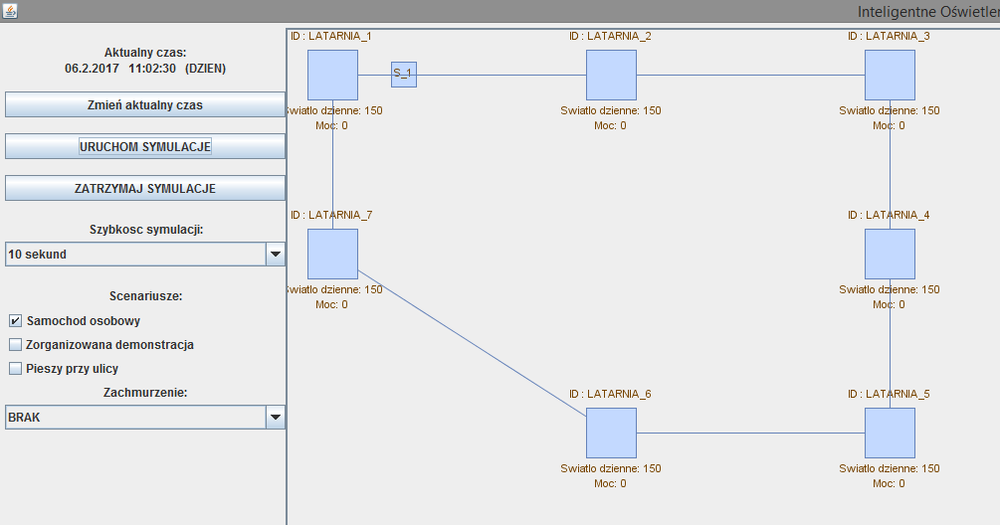 Inteligentne Oświetler
Aktualny czas:
06.2.2017 11:02:30 (DZIEN)
Zmień aktualny czas
URUCHOM SYMULACJE
ZATRZYMAJ SYMULACJE
Szybkosc symulacji:
10 sekund
Scenariusze:
Samochod osobowy
Zorganizowana demonstracja
Pieszy przy ulicy
Zachmurzenie:
BRAK
ID : LATARNIA_1
ID : LATARNIA_2
ID : LATARNIA_3
S_1
Swiatlo dzienne: 150
Moc: 0
Swiatlo dzienne: 150
Moc: 0
Swiatlo dzienne: 150
Moc: 0
ID : LATARNIA_7
ID : LATARNIA_4
Swiatlo dzienne: 150
Moc: 0
Swiatlo dzienne: 150
Moc: 0
ID : LATARNIA_6
ID : LATARNIA_5
Swiatlo dzienne: 150
Moc: 0
Swiatlo dzienne: 150
Moc: 0